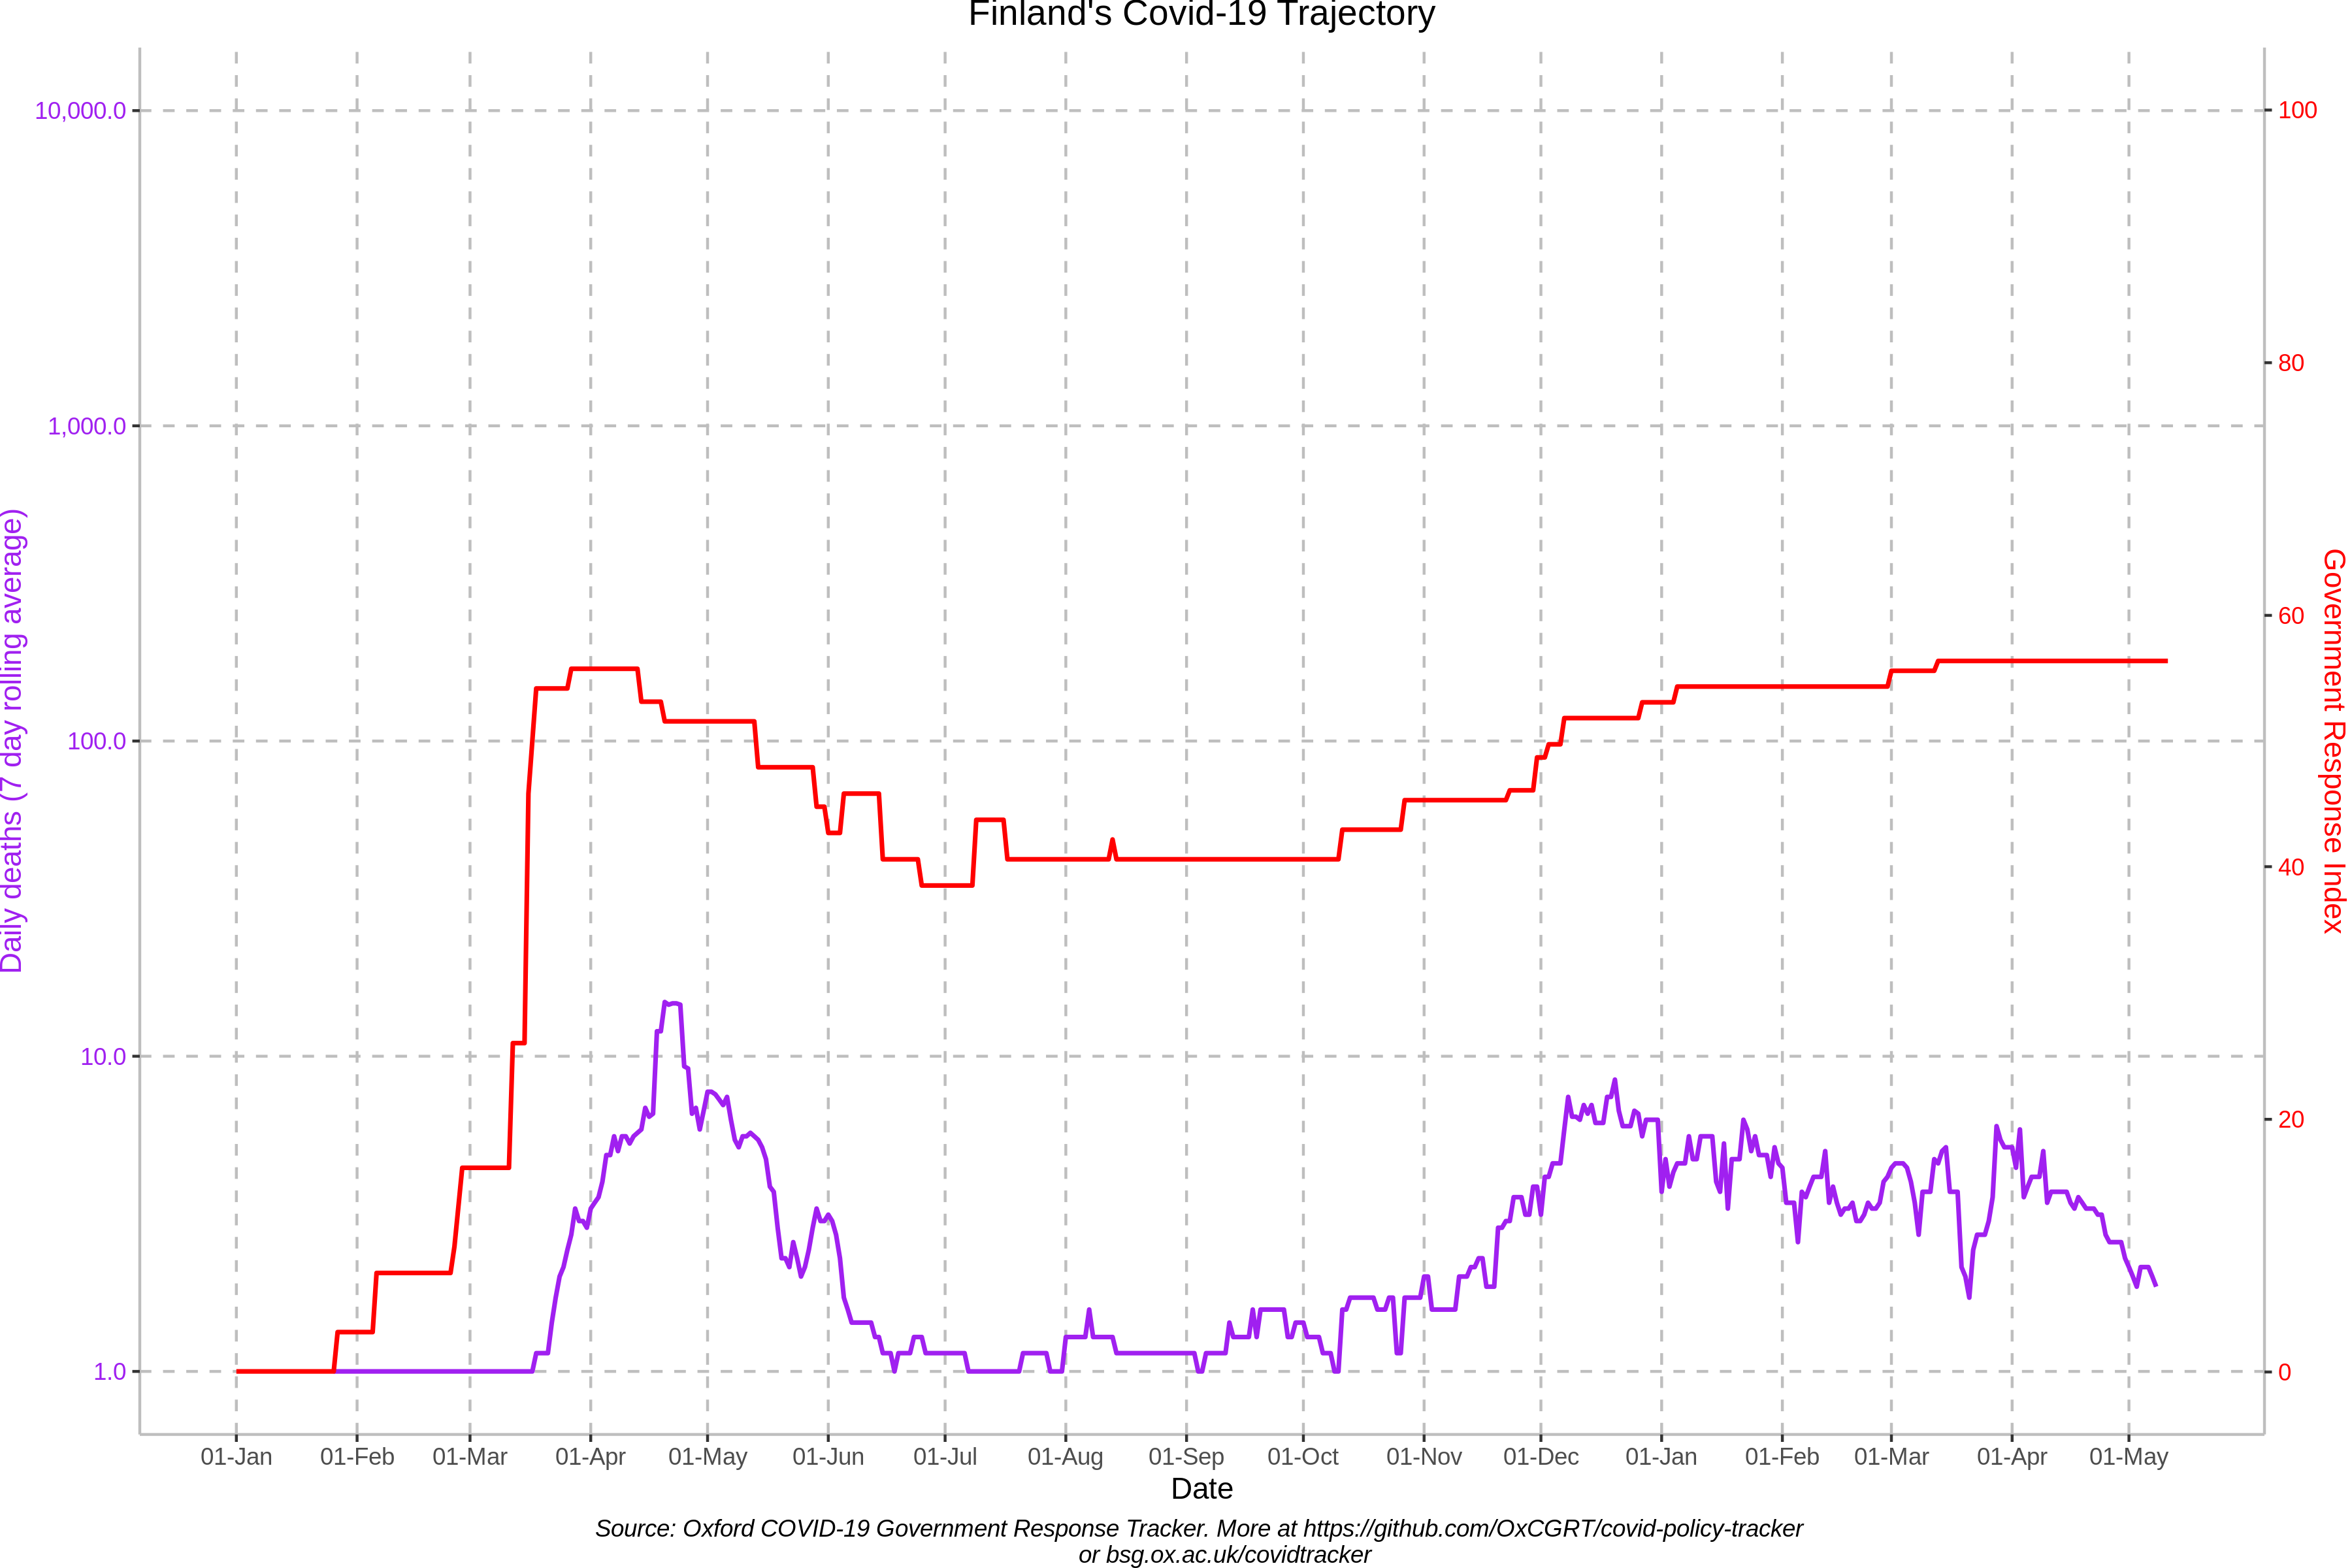 Finland's Covid-19 Trajectory
10,000.0
1,000.0
100.0
10.0
1.0
Daily deaths (7 day rolling average)
100
80
60
40
20
0
Government Response Index
01-Jan 01-Feb 01-Mar 01-Apr 01-May 01-Jun 01-Jul 01-Aug 01-Sep 01-Oct 01-Nov 01-Dec 01-Jan 01-Feb 01-Mar 01-Apr 01-May
Date
Source: Oxford COVID-19 Government Response Tracker. More at https://github.com/OxCGRT/covid-policy-tracker
or bsg.ox.ac.uk/covidtracker